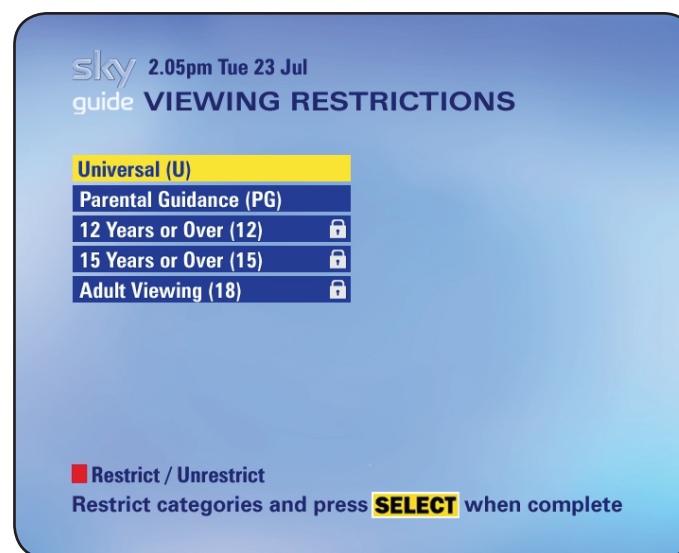 sky 2.05pm Tue 23 Jul
guide VIEWING RESTRICTIONS
Universal (U)
Parental Guidance (PG)
12 Years or Over (12)
15 Years or Over (15)
Adult Viewing (18)
Restrict / Unrestrict
Restrict categories and press SELECT when complete